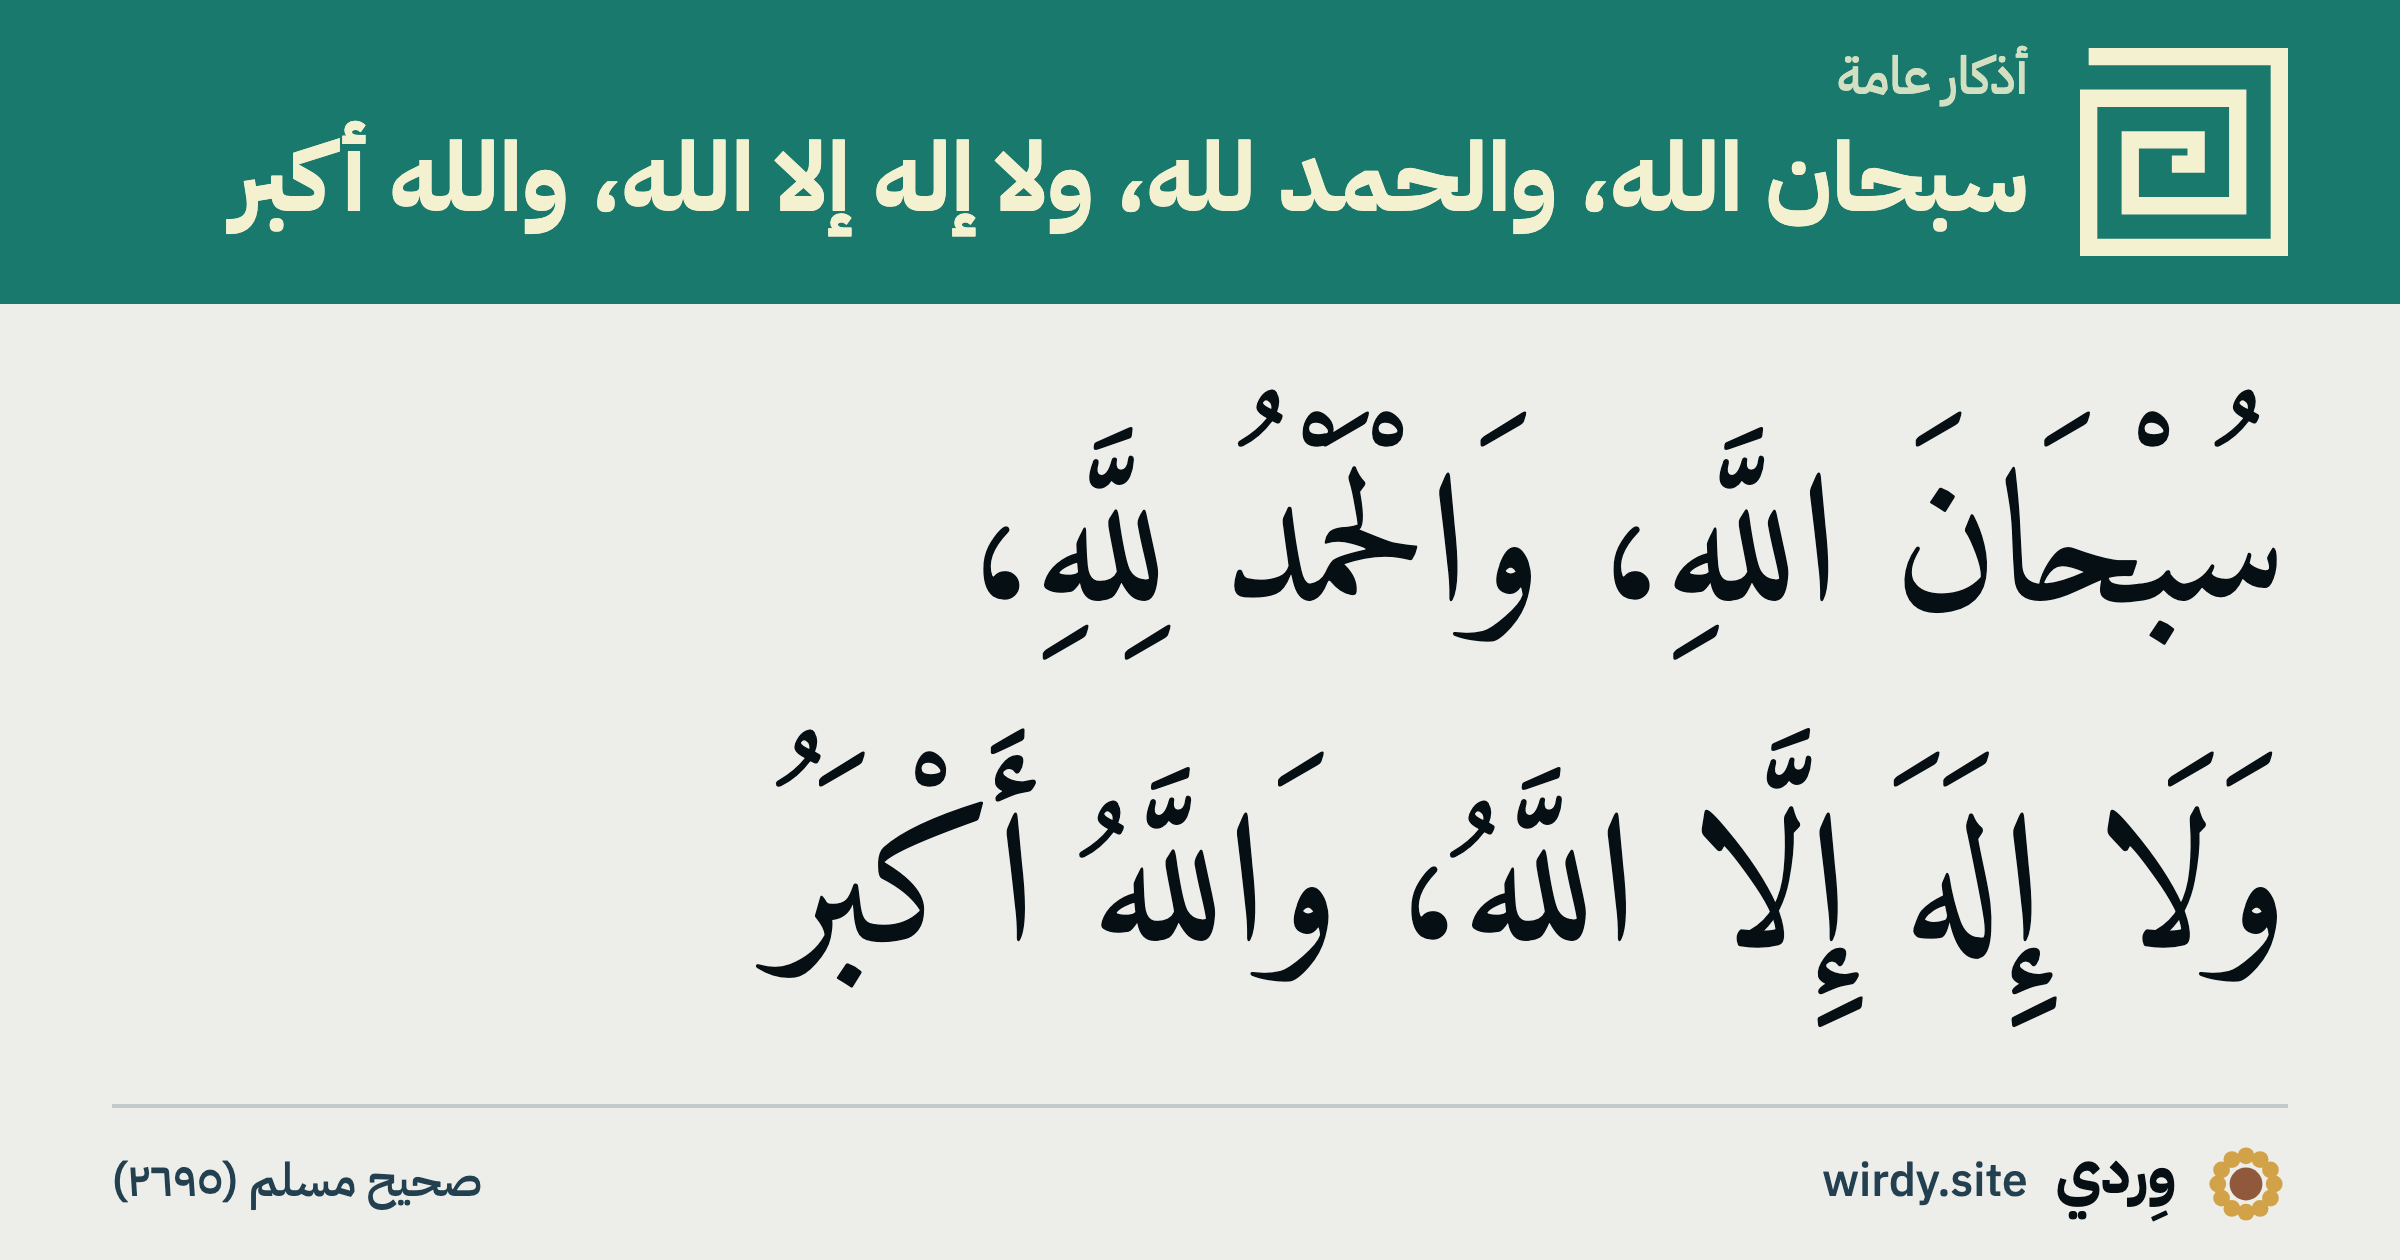 أذكار عامة
سبحان الله، والحمد لله، ولا إله إلا الله، والله أكبر
سُبْحَانَ اللَّهِ، وَالْحَمْدُ لِلَّهِ،
وَلَا إِلَهَ إِلَّا اللَّهُ، وَاللَّهُ أَكْبَرُ
وِردي wirdy.site
صحيح مسلم (٢٦٩٥)